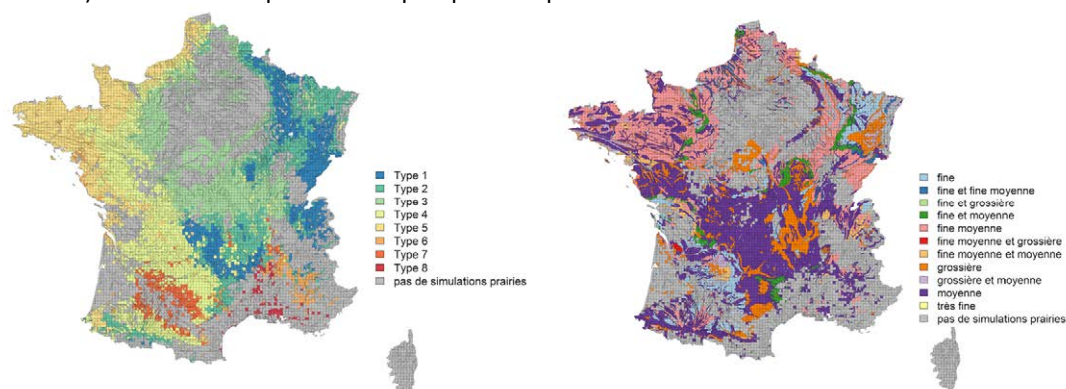 Type 1
Type 2
Type 3
Type 4
Type 5
Type 6
Type 7
Type 8
pas de simulations prairies
fine
fine et fine moyenne
fine et grossière
fine et moyenne
fine moyenne
fine moyenne et grossière
fine moyenne et moyenne
grossière
grossière et moyenne
moyenne
très fine
pas de simulations prairies